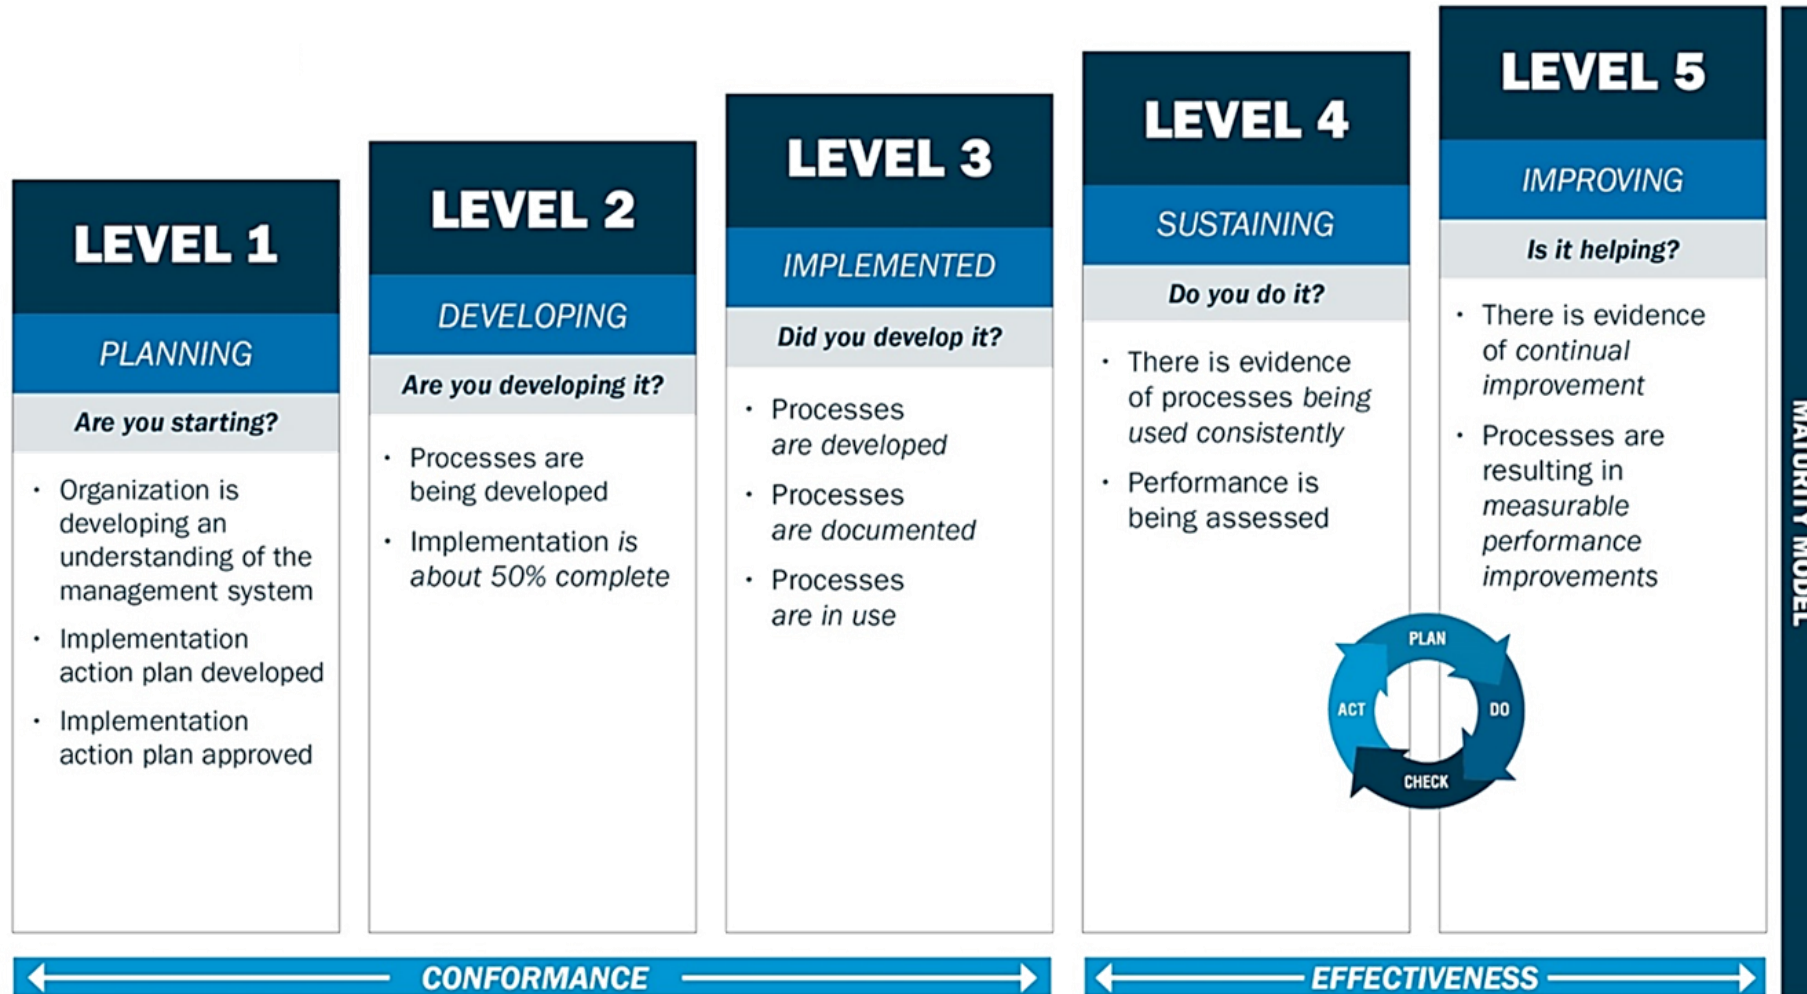 LEVEL 1
PLANNING
Are you starting?
· Organization is
developing an
understanding of the
management system
· Implementation
action plan developed
· Implementation
action plan approved
LEVEL 2
DEVELOPING
Are you developing it?
· Processes are
being developed
· Implementation is
about 50% complete
LEVEL 3
IMPLEMENTED
Did you develop it?
· Processes
are developed
· Processes
are documented
· Processes
are in use
LEVEL 4
SUSTAINING
Do you do it?
· There is evidence
of processes being
used consistently
· Performance is
being assessed
LEVEL 5
IMPROVING
Is it helping?
· There is evidence
of continual
improvement
· Processes are
resulting in
measurable
performance
improvements
PLAN
DO
CHECK
ACT
CONFORMANCE
EFFECTIVENESS
MATURITY MODEL